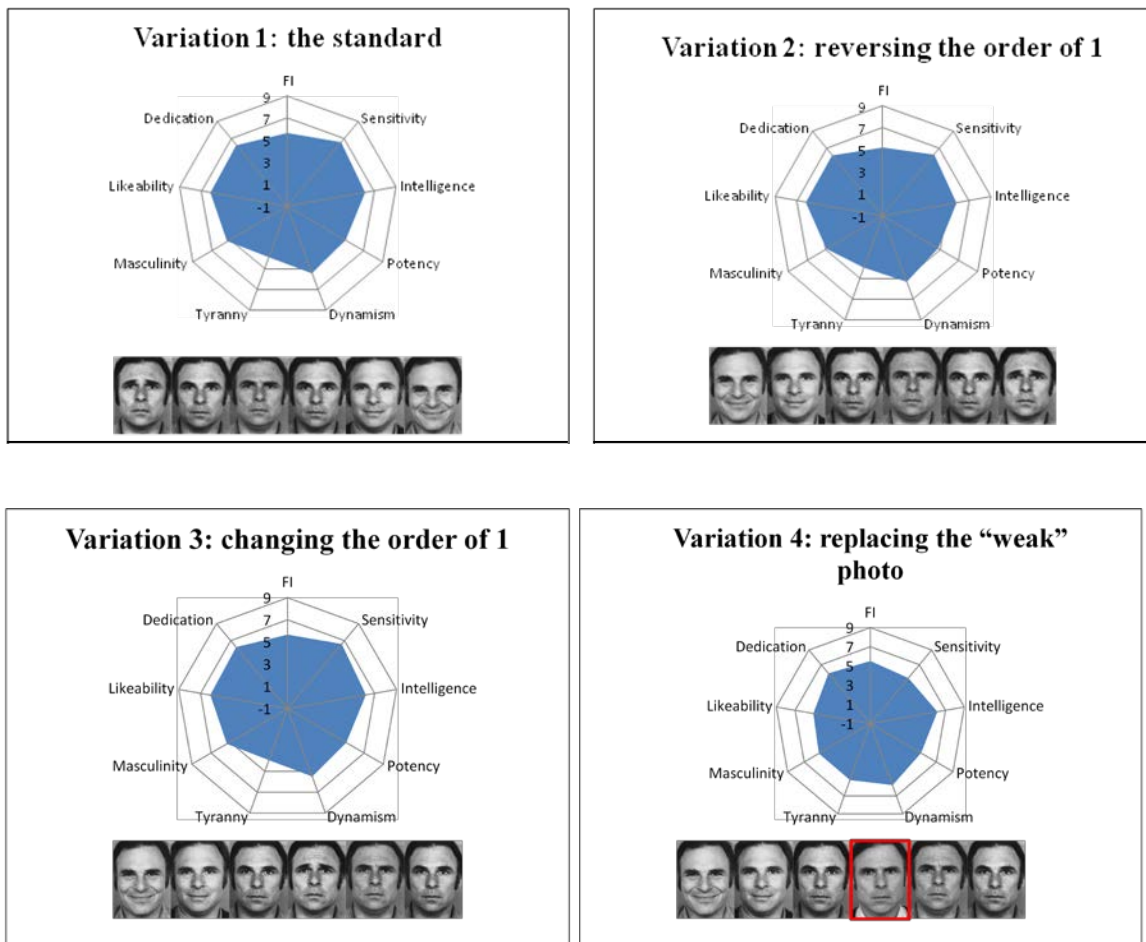 Variation 1: the standard
FI
9
Dedication
7
Sensitivity
5
3
Likeability
1
Intelligence
-1
Masculinity
Potency
Tyranny
Dynamism
Variation 2: reversing the order of 1
FI
9
Dedication
7
Sensitivity
5
3
Likeability
1
Intelligence
-1
Masculinity
Potency
Tyranny
Dynamism
Variation 3: changing the order of 1
FI
9
Dedication
7
Sensitivity
5
3
Likeability
1
Intelligence
-1
Masculinity
Potency
Tyranny
Dynamism
Variation 4: replacing the “weak”
photo
FI
9
Dedication
7
Sensitivity
5
3
Likeability
1
Intelligence
-1
Masculinity
Potency
Tyranny
Dynamism